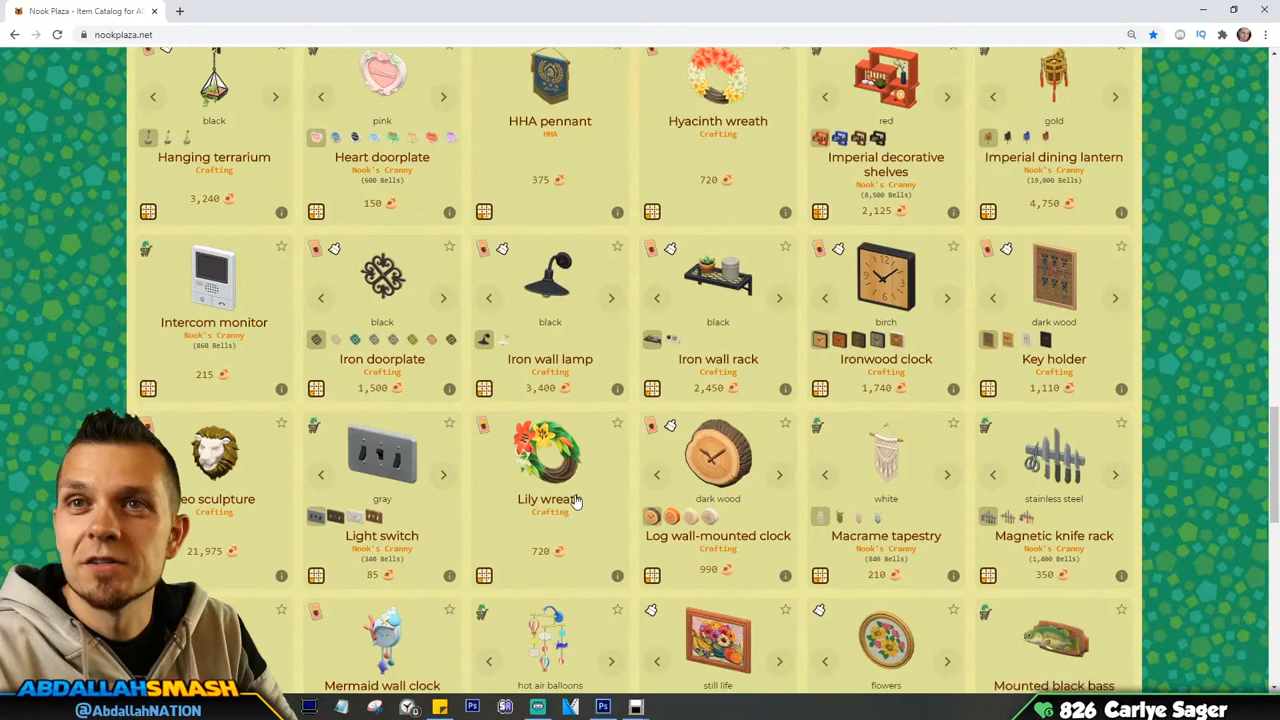 Nook Plaza - Item Catalog for AC
nookplaza.net
black
pink
HHA pennant
HHA
Hyacinth wreath
Crafting
red
gold
Hanging terrarium
Crafting
Heart doorplate
Nook's Cranny
(600 Bells)
Imperial decorative
shelves
Nook's Cranny
(8,500 Bells)
Imperial dining lantern
Nook's Cranny
(19,000 Bells)
3,240
150
375
720
2,125
4,750
Intercom monitor
Nook's Cranny
(860 Bells)
215
black
Iron doorplate
Crafting
1,500
black
Iron wall lamp
Crafting
3,400
black
Iron wall rack
Crafting
2,450
birch
Ironwood clock
Crafting
1,740
dark wood
Key holder
Crafting
1,110
eo sculpture
Crafting
21,975
gray
Light switch
Nook's Cranny
(340 Bells)
85
Lily wreath
Crafting
720
dark wood
Log wall-mounted clock
Crafting
990
white
Macrame tapestry
Nook's Cranny
(840 Bells)
210
stainless steel
Magnetic knife rack
Nook's Cranny
(1,400 Bells)
350
Mermaid wall clock
hot air balloons
still life
flowers
Mounted black bass
ABDALLAHSMASH
@AbdallahNATION
826 Carlye Sager